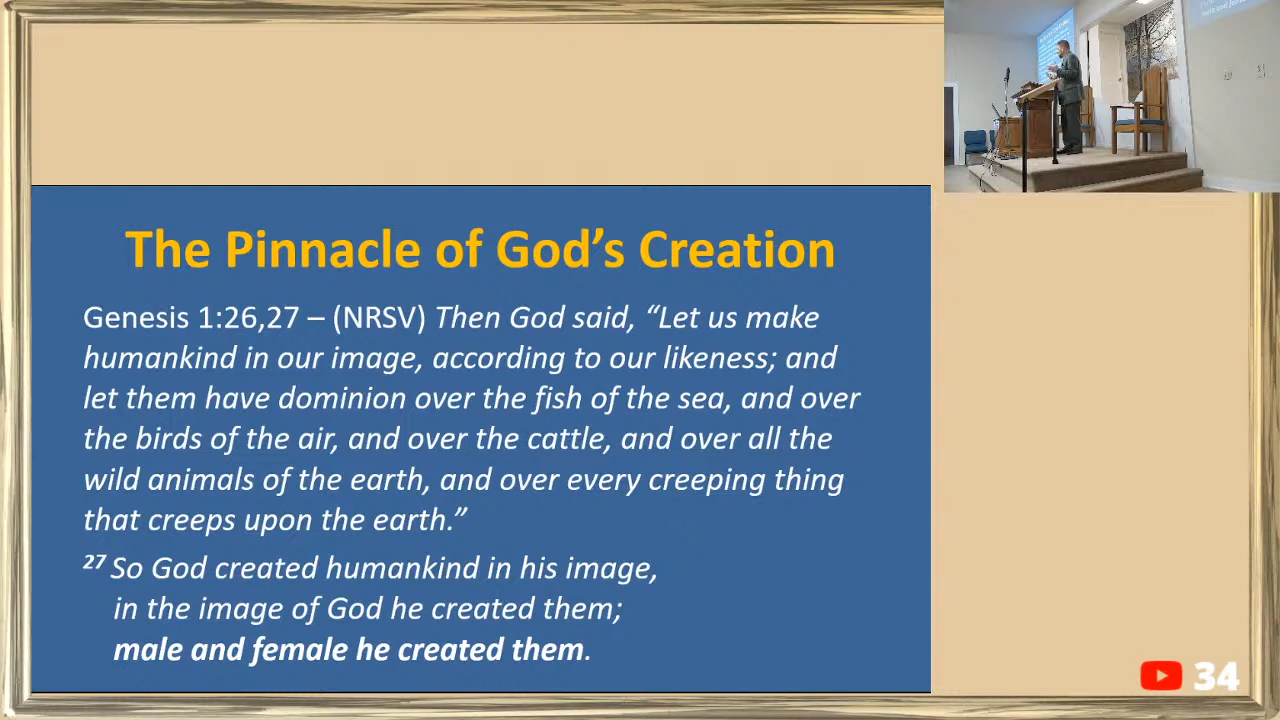 The Pinnacle of God’s Creation
Genesis 1:26,27 – (NRSV) Then God said, “Let us make
humankind in our image, according to our likeness; and
let them have dominion over the fish of the sea, and over
the birds of the air, and over the cattle, and over all the
wild animals of the earth, and over every creeping thing
that creeps upon the earth.”
27 So God created humankind in his image,
in the image of God he created them;
male and female he created them.
34